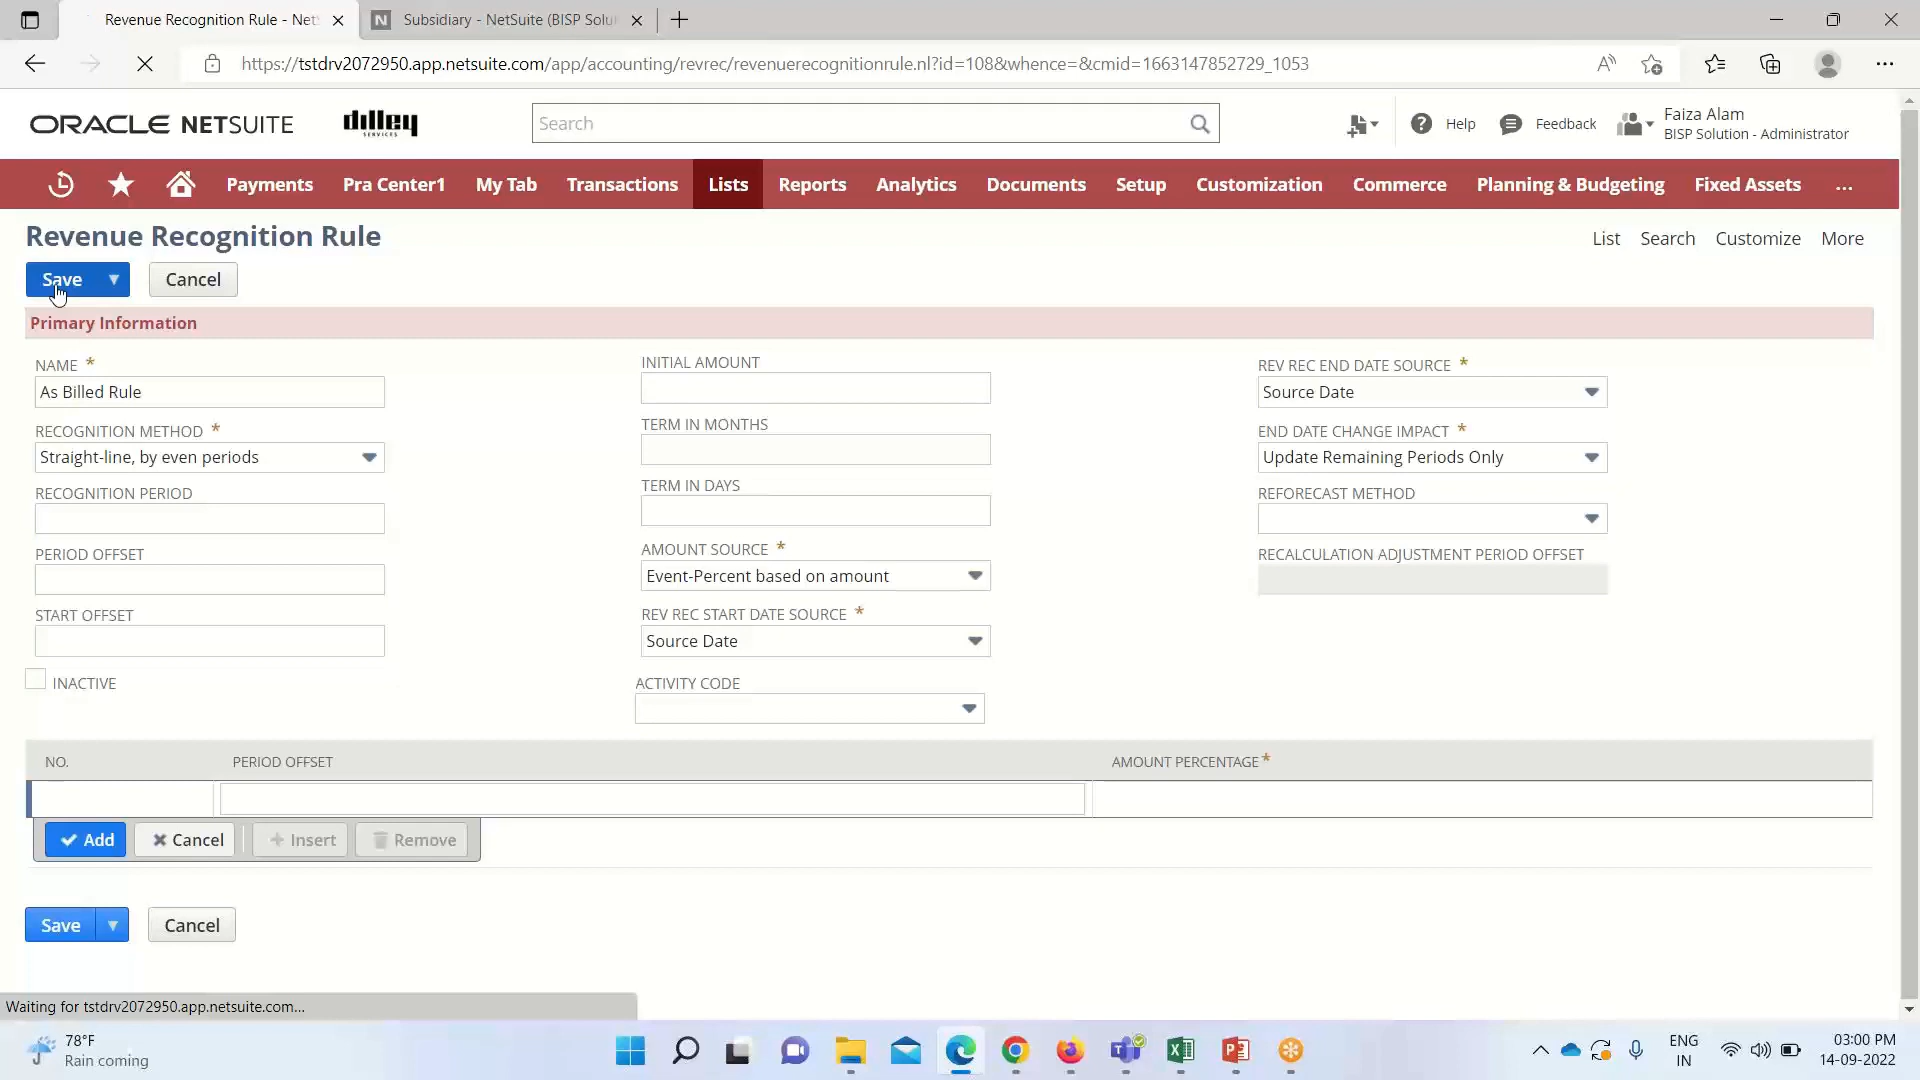 Revenue Recognition Rule - Net
Subsidiary - NetSuite (BISP Solu
https://tstdrv2072950.app.netsuite.com/app/accounting/revrec/revenuerecognitionrule.nl?id=108&whence=&cmid=1663147852729_1053
ORACLE NETSUITE
dilley
SERVICES
Search
Help
Feedback
Faiza Alam
BISP Solution - Administrator
Payments
Pra Center1
My Tab
Transactions
Lists
Reports
Analytics
Documents
Setup
Customization
Commerce
Planning & Budgeting
Fixed Assets
...
Revenue Recognition Rule
List
Search
Customize
More
Save
Cancel
Primary Information
NAME *
As Billed Rule
RECOGNITION METHOD *
Straight-line, by even periods
RECOGNITION PERIOD
PERIOD OFFSET
START OFFSET
INACTIVE
INITIAL AMOUNT
TERM IN MONTHS
TERM IN DAYS
AMOUNT SOURCE *
Event-Percent based on amount
REV REC START DATE SOURCE *
Source Date
ACTIVITY CODE
REV REC END DATE SOURCE *
Source Date
END DATE CHANGE IMPACT *
Update Remaining Periods Only
REFORECAST METHOD
RECALCULATION ADJUSTMENT PERIOD OFFSET
NO.
PERIOD OFFSET
AMOUNT PERCENTAGE *
Add
Cancel
Insert
Remove
Save
Cancel
Waiting for tstdrv2072950.app.netsuite.com...
78°F
Rain coming
ENG
IN
03:00 PM
14-09-2022